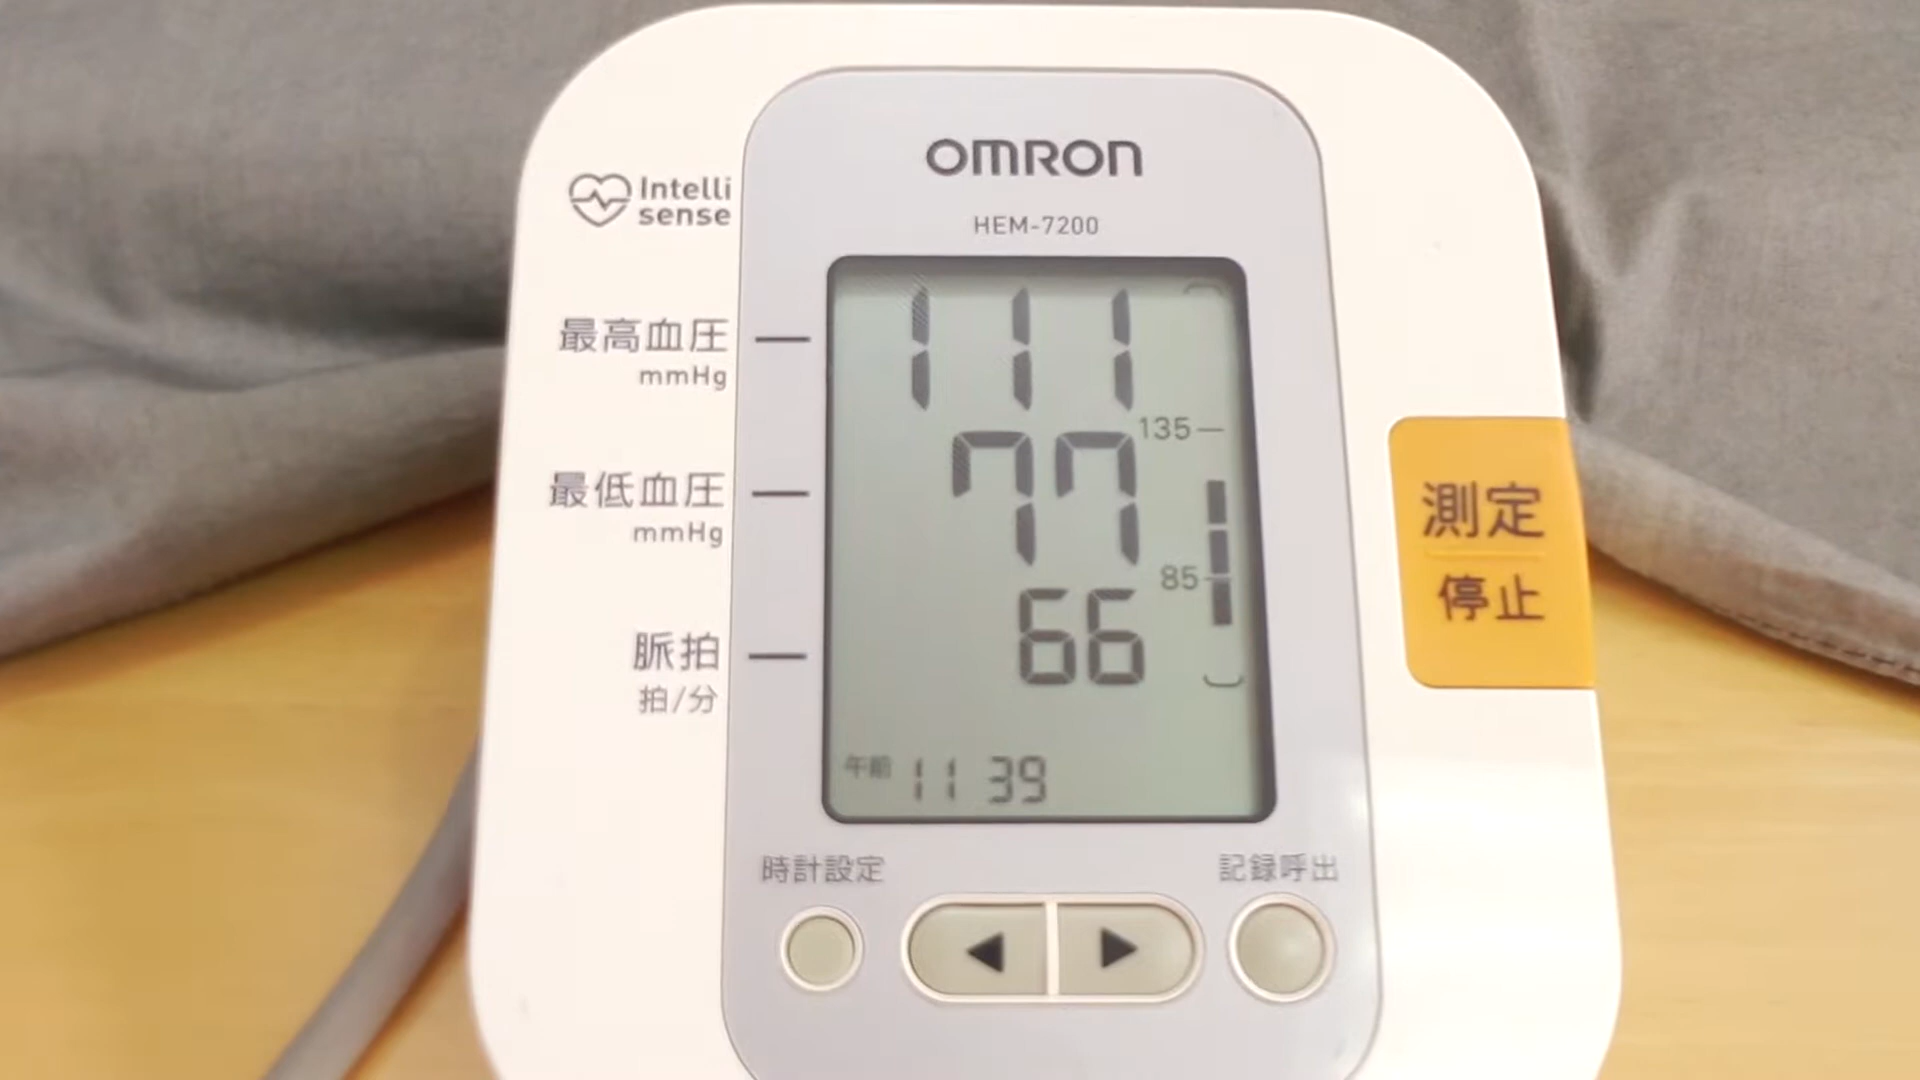 OMRON
HEM-7200
Intelli
sense
最高血圧
mmHg
111
135
最低血圧
mmHg
77
85
脈拍
拍/分
66
午前 11 39
測定
停止
時計設定
記録呼出